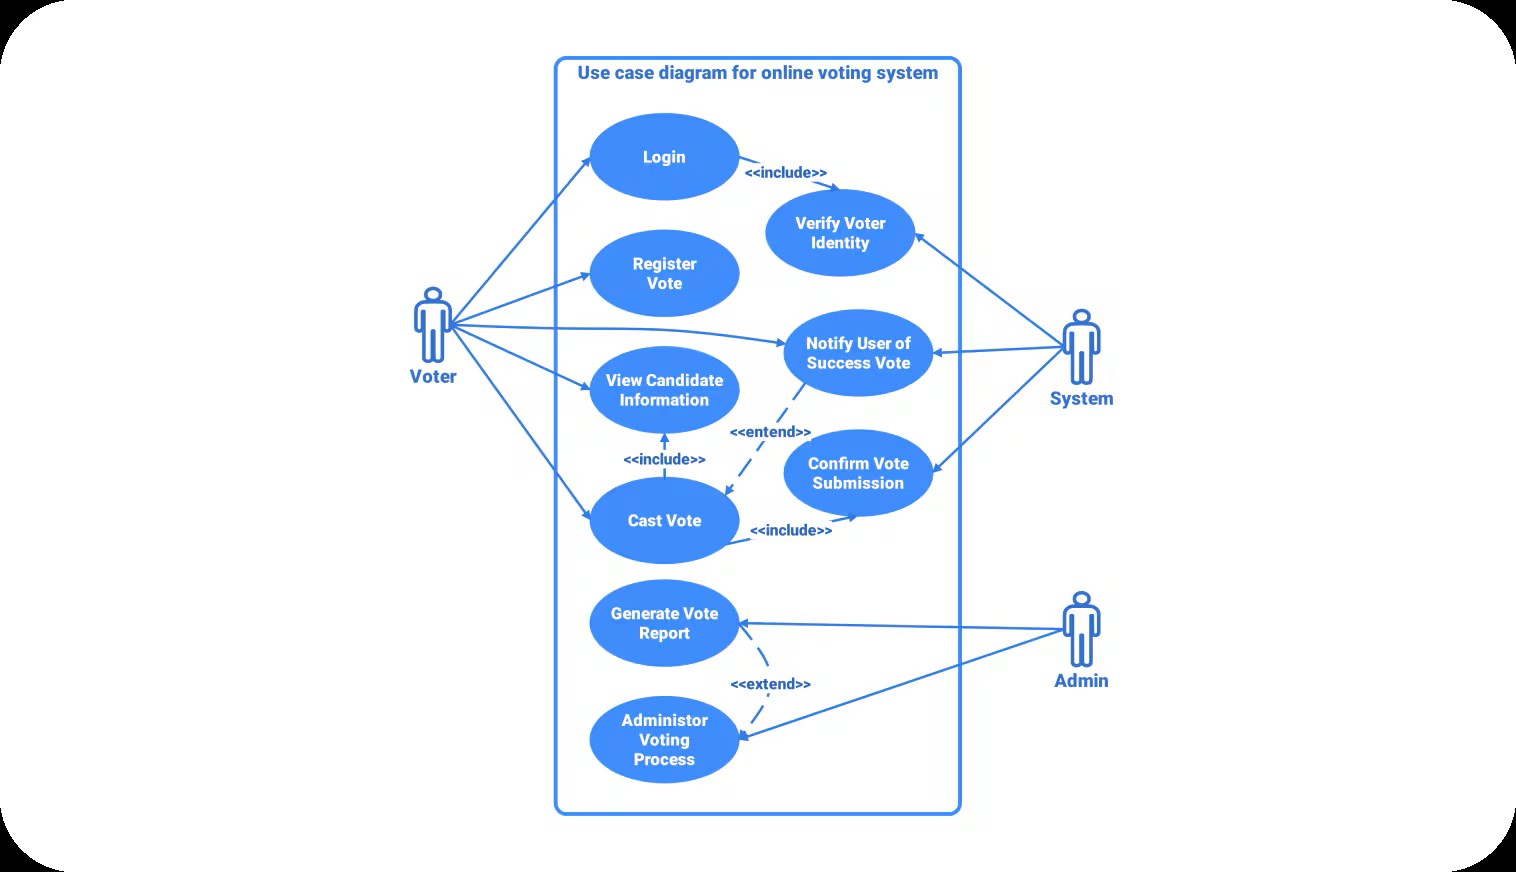 Use case diagram for online voting system
Login
<<include>>
Verify Voter
Identity
Register
Vote
Voter
Notify User of
Success Vote
System
View Candidate
Information
<<entend>>
<<include>>
Confirm Vote
Submission
Cast Vote
<<include>>
Generate Vote
Report
Admin
<<extend>>
Administor
Voting
Process